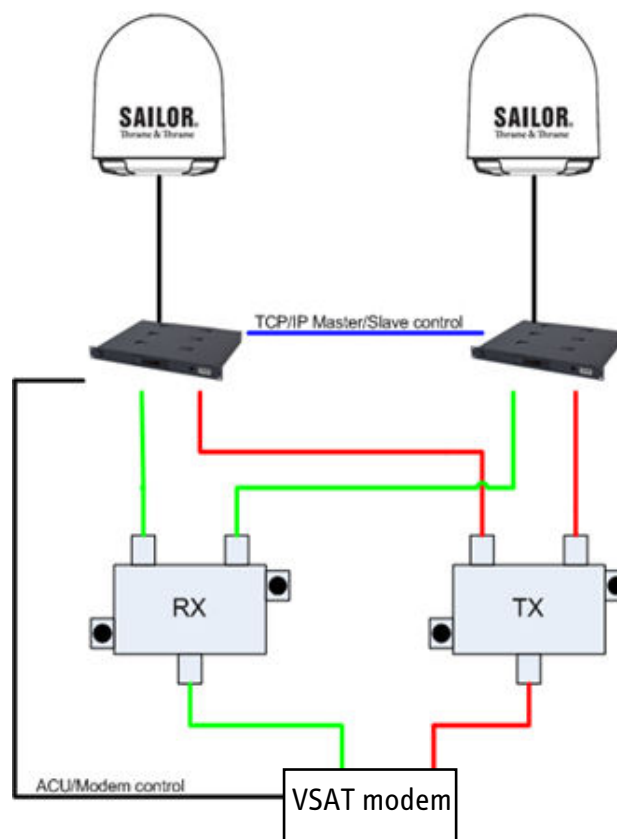 SAILOR®
Thrane & Thrane
SAILOR®
Thrane & Thrane
TCP/IP Master/Slave control
RX
TX
ACU/Modem control
VSAT modem